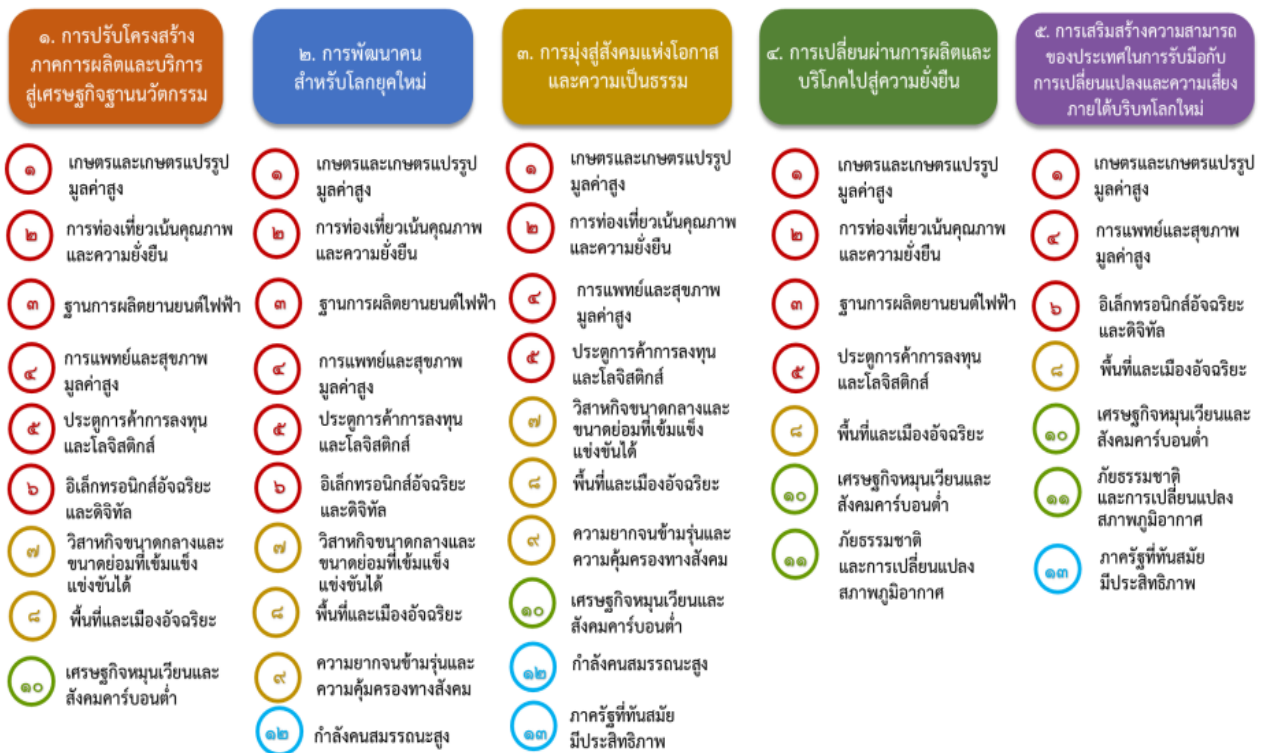 ๑. การปรับโครงสร้าง
ภาคการผลิตและบริการ
สู่เศรษฐกิจฐานนวัตกรรม
๑
เกษตรและเกษตรแปรรูป
มูลค่าสูง
๒
การท่องเที่ยวเน้นคุณภาพ
และความยั่งยืน
๓
ฐานการผลิตยานยนต์ไฟฟ้า
๔
การแพทย์และสุขภาพ
มูลค่าสูง
๕
ประตูการค้าการลงทุน
และโลจิสติกส์
๖
อิเล็กทรอนิกส์อัจฉริยะ
และดิจิทัล
๗
วิสาหกิจขนาดกลางและ
ขนาดย่อมที่เข้มแข็ง
แข่งขันได้
๘
พื้นที่และเมืองอัจฉริยะ
๑๐
เศรษฐกิจหมุนเวียนและ
สังคมคาร์บอนต่ำ
๒. การพัฒนาคน
สำหรับโลกยุคใหม่
๑
เกษตรและเกษตรแปรรูป
มูลค่าสูง
๒
การท่องเที่ยวเน้นคุณภาพ
และความยั่งยืน
๓
ฐานการผลิตยานยนต์ไฟฟ้า
๔
การแพทย์และสุขภาพ
มูลค่าสูง
๕
ประตูการค้าการลงทุน
และโลจิสติกส์
๖
อิเล็กทรอนิกส์อัจฉริยะ
และดิจิทัล
๗
วิสาหกิจขนาดกลางและ
ขนาดย่อมที่เข้มแข็ง
แข่งขันได้
๘
พื้นที่และเมืองอัจฉริยะ
๙
ความยากจนข้ามรุ่นและ
ความคุ้มครองทางสังคม
๑๒
กำลังคนสมรรถนะสูง
๓. การมุ่งสู่สังคมแห่งโอกาส
และความเป็นธรรม
๑
เกษตรและเกษตรแปรรูป
มูลค่าสูง
๒
การท่องเที่ยวเน้นคุณภาพ
และความยั่งยืน
๔
การแพทย์และสุขภาพ
มูลค่าสูง
๕
ประตูการค้าการลงทุน
และโลจิสติกส์
๗
วิสาหกิจขนาดกลางและ
ขนาดย่อมที่เข้มแข็ง
แข่งขันได้
๘
พื้นที่และเมืองอัจฉริยะ
๙
ความยากจนข้ามรุ่นและ
ความคุ้มครองทางสังคม
๑๐
เศรษฐกิจหมุนเวียนและ
สังคมคาร์บอนต่ำ
๑๒
กำลังคนสมรรถนะสูง
๑๓
ภาครัฐที่ทันสมัย
มีประสิทธิภาพ
๔. การเปลี่ยนผ่านการผลิตและ
บริโภคไปสู่ความยั่งยืน
๑
เกษตรและเกษตรแปรรูป
มูลค่าสูง
๒
การท่องเที่ยวเน้นคุณภาพ
และความยั่งยืน
๓
ฐานการผลิตยานยนต์ไฟฟ้า
๕
ประตูการค้าการลงทุน
และโลจิสติกส์
๘
พื้นที่และเมืองอัจฉริยะ
๑๐
เศรษฐกิจหมุนเวียนและ
สังคมคาร์บอนต่ำ
๑๑
ภัยธรรมชาติ
และการเปลี่ยนแปลง
สภาพภูมิอากาศ
๕. การเสริมสร้างความสามารถ
ของประเทศในการรับมือกับ
การเปลี่ยนแปลงและความเสี่ยง
ภายใต้บริบทโลกใหม่
๑
เกษตรและเกษตรแปรรูป
มูลค่าสูง
๔
การแพทย์และสุขภาพ
มูลค่าสูง
๖
อิเล็กทรอนิกส์อัจฉริยะ
และดิจิทัล
๘
พื้นที่และเมืองอัจฉริยะ
๑๐
เศรษฐกิจหมุนเวียนและ
สังคมคาร์บอนต่ำ
๑๑
ภัยธรรมชาติ
และการเปลี่ยนแปลง
สภาพภูมิอากาศ
๑๓
ภาครัฐที่ทันสมัย
มีประสิทธิภาพ